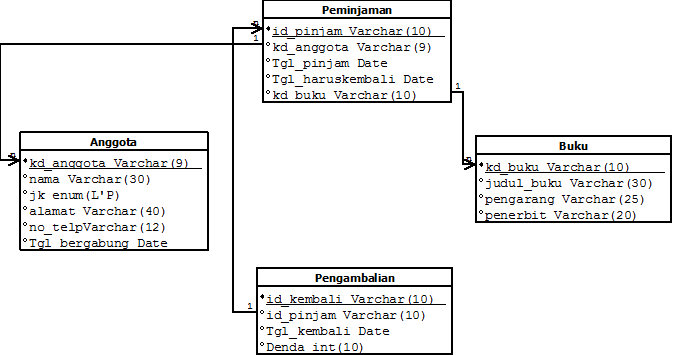 Peminjaman
id_pinjam Varchar(10)
kd_anggota Varchar(9)
Tgl_pinjam Date
Tgl_haruskembali Date
kd_buku Varchar(10)
1
1
Anggota
kd_anggota Varchar(9)
nama Varchar(30)
jk enum(L'P)
alamat Varchar(40)
no_telpVarchar(12)
Tgl_bergabung Date
Buku
kd_buku Varchar(10)
judul_buku Varchar(30)
pengarang Varchar(25)
penerbit Varchar(20)
Pengambalian
1
id_kembali Varchar(10)
id_pinjam Varchar(10)
Tgl_kembali Date
Denda int(10)